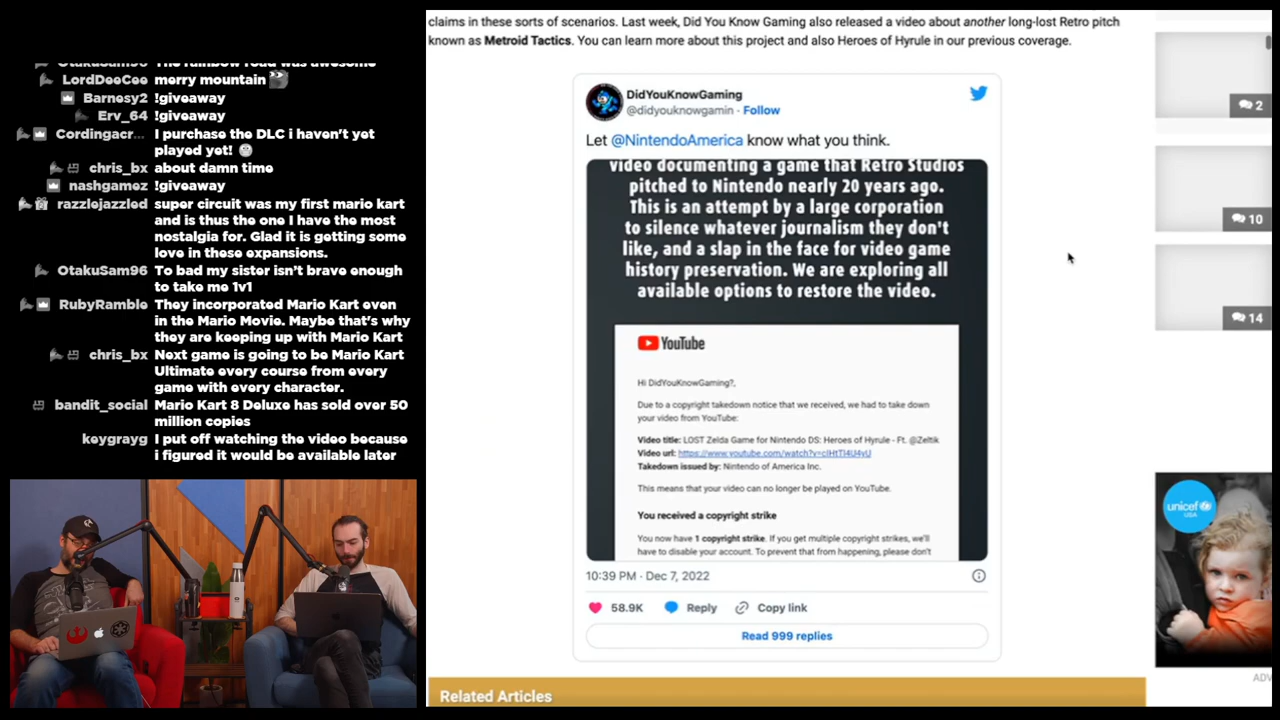 OtakuSam96 The rainbow road was awesome
LordDeeCee merry mountain
Barnesy2 !giveaway
Erv_64 !giveaway
Cordingacr... I purchase the DLC i haven't yet
played yet!
chris_bx about damn time
nashgamez !giveaway
razzlejazzled super circuit was my first mario kart
and is thus the one I have the most
nostalgia for. Glad it is getting some
love in these expansions.
OtakuSam96 To bad my sister isn't brave enough
to take me 1v1
RubyRamble They incorporated Mario Kart even
in the Mario Movie. Maybe that's why
they are keeping up with Mario Kart
chris_bx Next game is going to be Mario Kart
Ultimate every course from every
game with every character.
bandit_social Mario Kart 8 Deluxe has sold over 50
million copies
keygrayg I put off watching the video because
i figured it would be available later
claims in these sorts of scenarios. Last week, Did You Know Gaming also released a video about another long-lost Retro pitch
known as Metroid Tactics. You can learn more about this project and also Heroes of Hyrule in our previous coverage.
DidYouKnowGaming
@didyouknowgamin · Follow
Let @NintendoAmerica know what you think.
video documenting a game that Retro Studios
pitched to Nintendo nearly 20 years ago.
This is an attempt by a large corporation
to silence whatever journalism they don't
like, and a slap in the face for video game
history preservation. We are exploring all
available options to restore the video.
YouTube
Hi DidYouKnowGaming?,
Due to a copyright takedown notice that we received, we had to take down
your video from YouTube:
Video title: LOST Zelda Game for Nintendo DS: Heroes of Hyrule - Ft. @Zeltik
Video url: https://www.youtube.com/watch?v=
Takedown issued by: Nintendo of America Inc.
This means that your video can no longer be played on YouTube.
You received a copyright strike
You now have 1 copyright strike. If you get multiple copyright strikes, we'll
have to disable your account. To prevent that from happening, please don't
10:39 PM · Dec 7, 2022
58.9K Reply Copy link
Read 999 replies
Related Articles
2
10
14
unicef
USA
ADV